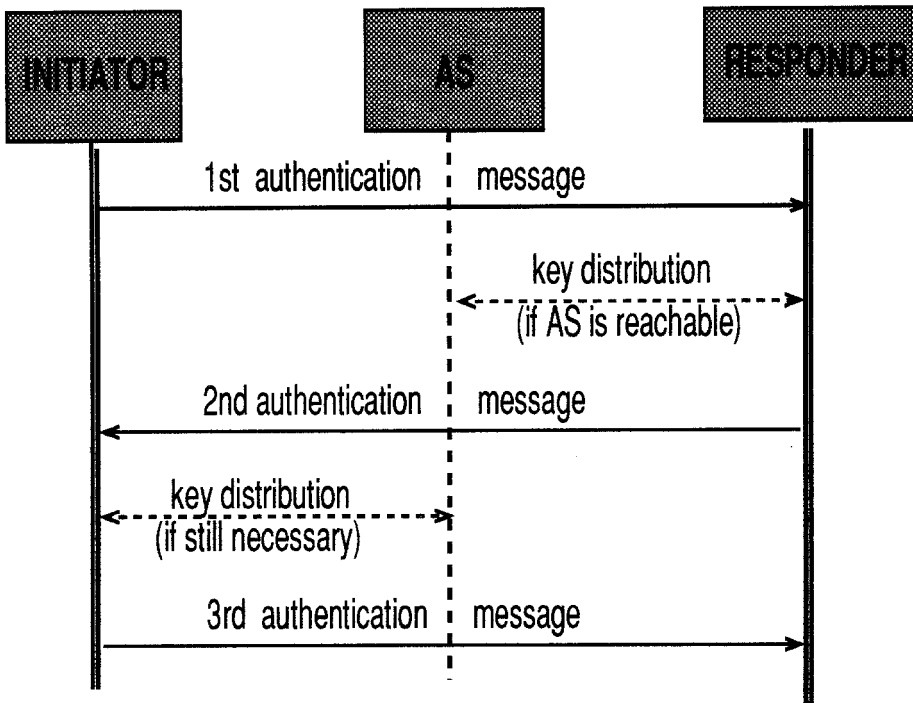 INITIATOR
AS
RESPONDER
1st authentication message
key distribution
(if AS is reachable)
2nd authentication message
key distribution
(if still necessary)
3rd authentication message